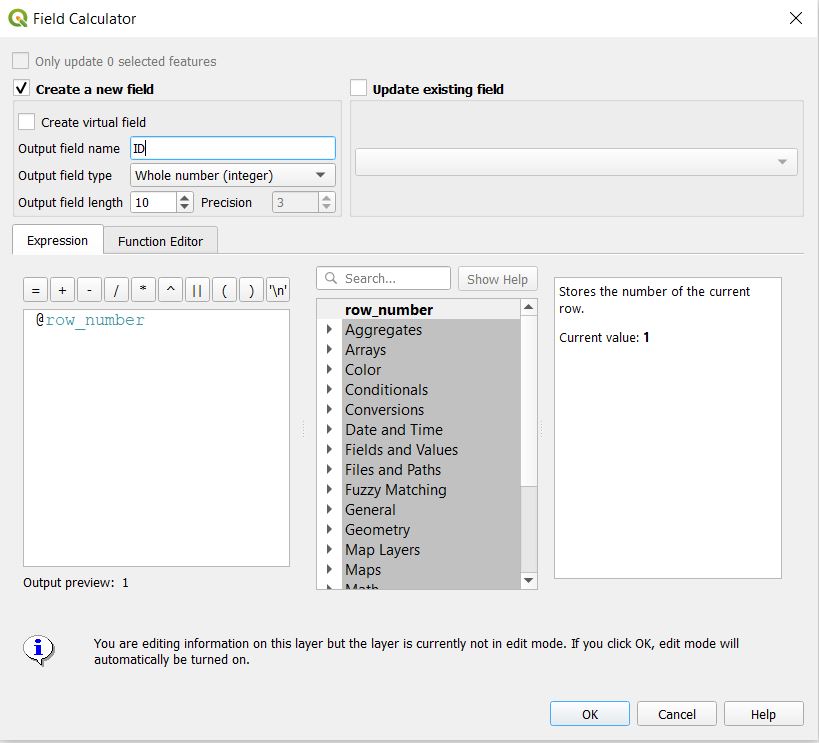 Field Calculator
Only update 0 selected features
Create a new field
Update existing field
Create virtual field
Output field name ID
Output field type Whole number (integer)
Output field length 10 Precision 3
Expression Function Editor
= + - / * ^ || ( ) '\n'
Search... Show Help
@row_number
row_number
Aggregates
Arrays
Color
Conditionals
Conversions
Date and Time
Fields and Values
Files and Paths
Fuzzy Matching
General
Geometry
Map Layers
Maps
Math
Stores the number of the current
row.
Current value: 1
Output preview: 1
You are editing information on this layer but the layer is currently not in edit mode. If you click OK, edit mode will
automatically be turned on.
OK Cancel Help